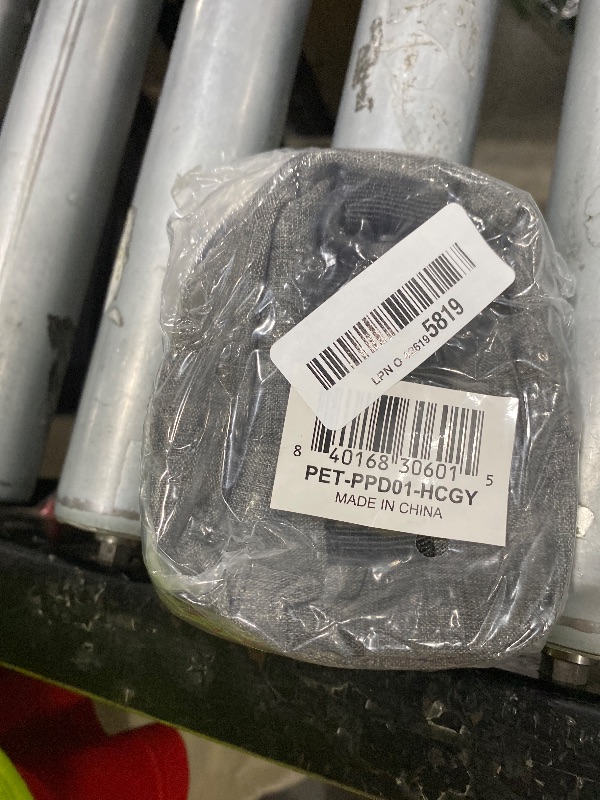 LPN O 5819
8 40168 30601 5
PET-PPD01-HCGY
MADE IN CHINA